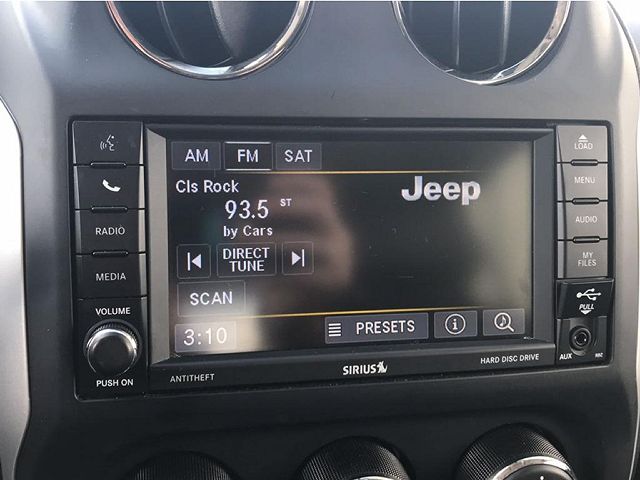 AM FM SAT
Cls Rock
93.5 ST
by Cars
DIRECT
TUNE
SCAN
3:10
PRESETS
Jeep
RADIO
MEDIA
VOLUME
PUSH ON
ANTITHEFT
SIRIUS
HARD DISC DRIVE
LOAD
MENU
AUDIO
MY
FILES
PULL
AUX